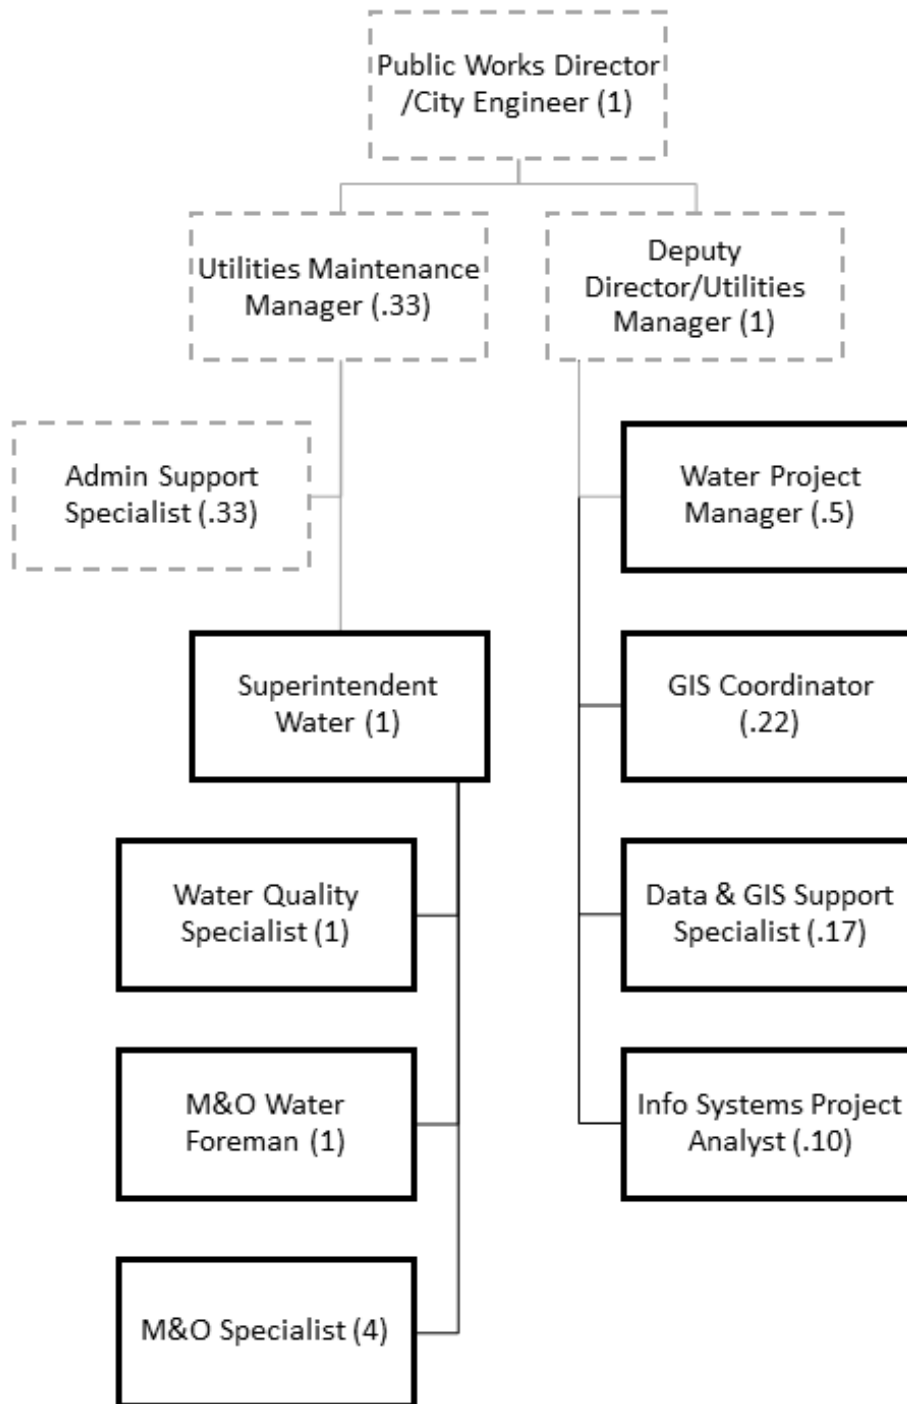 Public Works Director
/City Engineer (1)
Utilities Maintenance
Manager (.33)
Deputy
Director/Utilities
Manager (1)
Admin Support
Specialist (.33)
Water Project
Manager (.5)
Superintendent
Water (1)
GIS Coordinator
(.22)
Water Quality
Specialist (1)
Data & GIS Support
Specialist (.17)
M&O Water
Foreman (1)
Info Systems Project
Analyst (.10)
M&O Specialist (4)